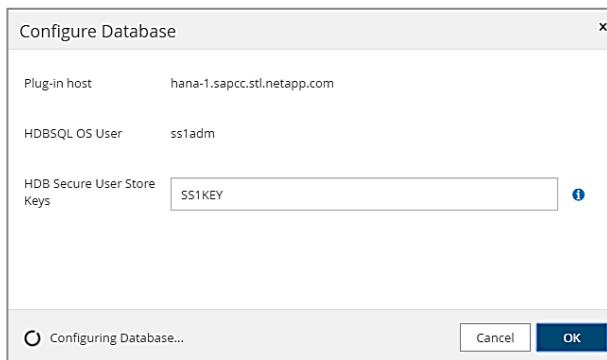 Configure Database
x
Plug-in host
hana-1.sapcc.stl.netapp.com
HDBSQL OS User
ss1adm
HDB Secure User Store
Keys
SS1KEY
i
Configuring Database...
Cancel
OK